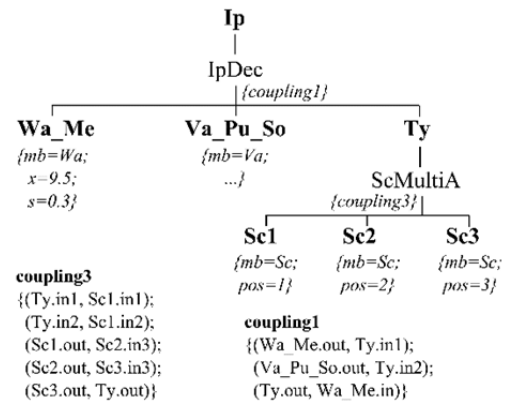 Ip
IpDec
{coupling1}
Wa_Me Va_Pu_So Ty
{mb=Wa; {mb=Va;
x=9.5; ...} ScMultiA
s=0.3} {coupling3}
Sc1 Sc2 Sc3
{mb=Sc; {mb=Sc; {mb=Sc;
pos=1} pos=2} pos=3}
coupling3
{(Ty.in1, Sc1.in1);
(Ty.in2, Sc1.in2);
(Sc1.out, Sc2.in3);
(Sc2.out, Sc3.in3);
(Sc3.out, Ty.out)}
coupling1
{(Wa_Me.out, Ty.in1);
(Va_Pu_So.out, Ty.in2);
(Ty.out, Wa_Me.in)}